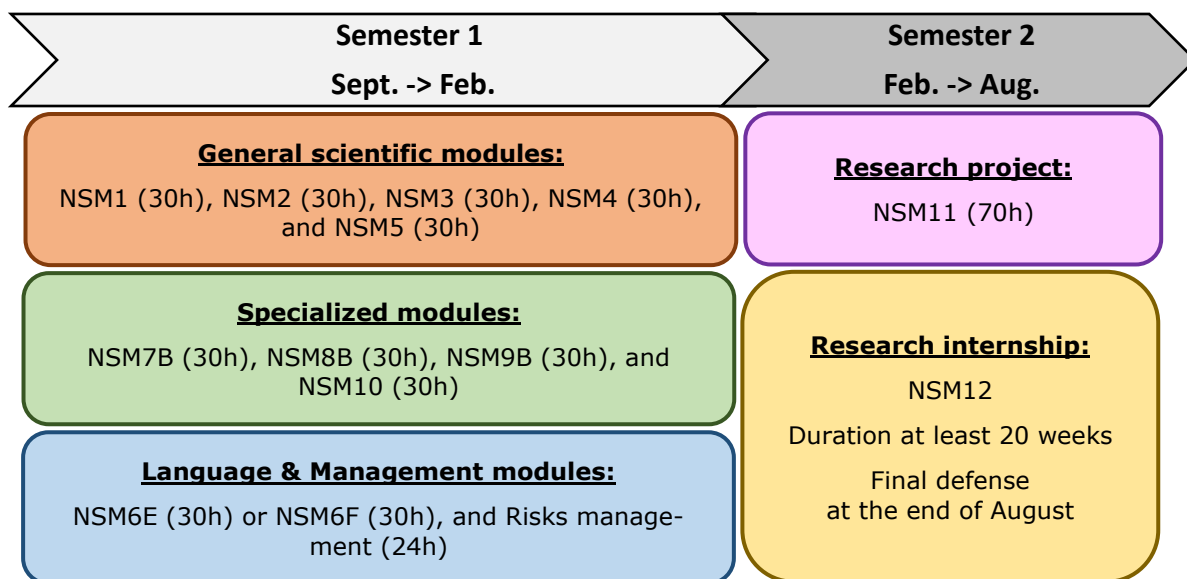 Semester 1
Sept. -> Feb.
Semester 2
Feb. -> Aug.
General scientific modules:
NSM1 (30h), NSM2 (30h), NSM3 (30h), NSM4 (30h),
and NSM5 (30h)
Specialized modules:
NSM7B (30h), NSM8B (30h), NSM9B (30h), and
NSM10 (30h)
Language & Management modules:
NSM6E (30h) or NSM6F (30h), and Risks manage-
ment (24h)
Research project:
NSM11 (70h)
Research internship:
NSM12
Duration at least 20 weeks
Final defense
at the end of August